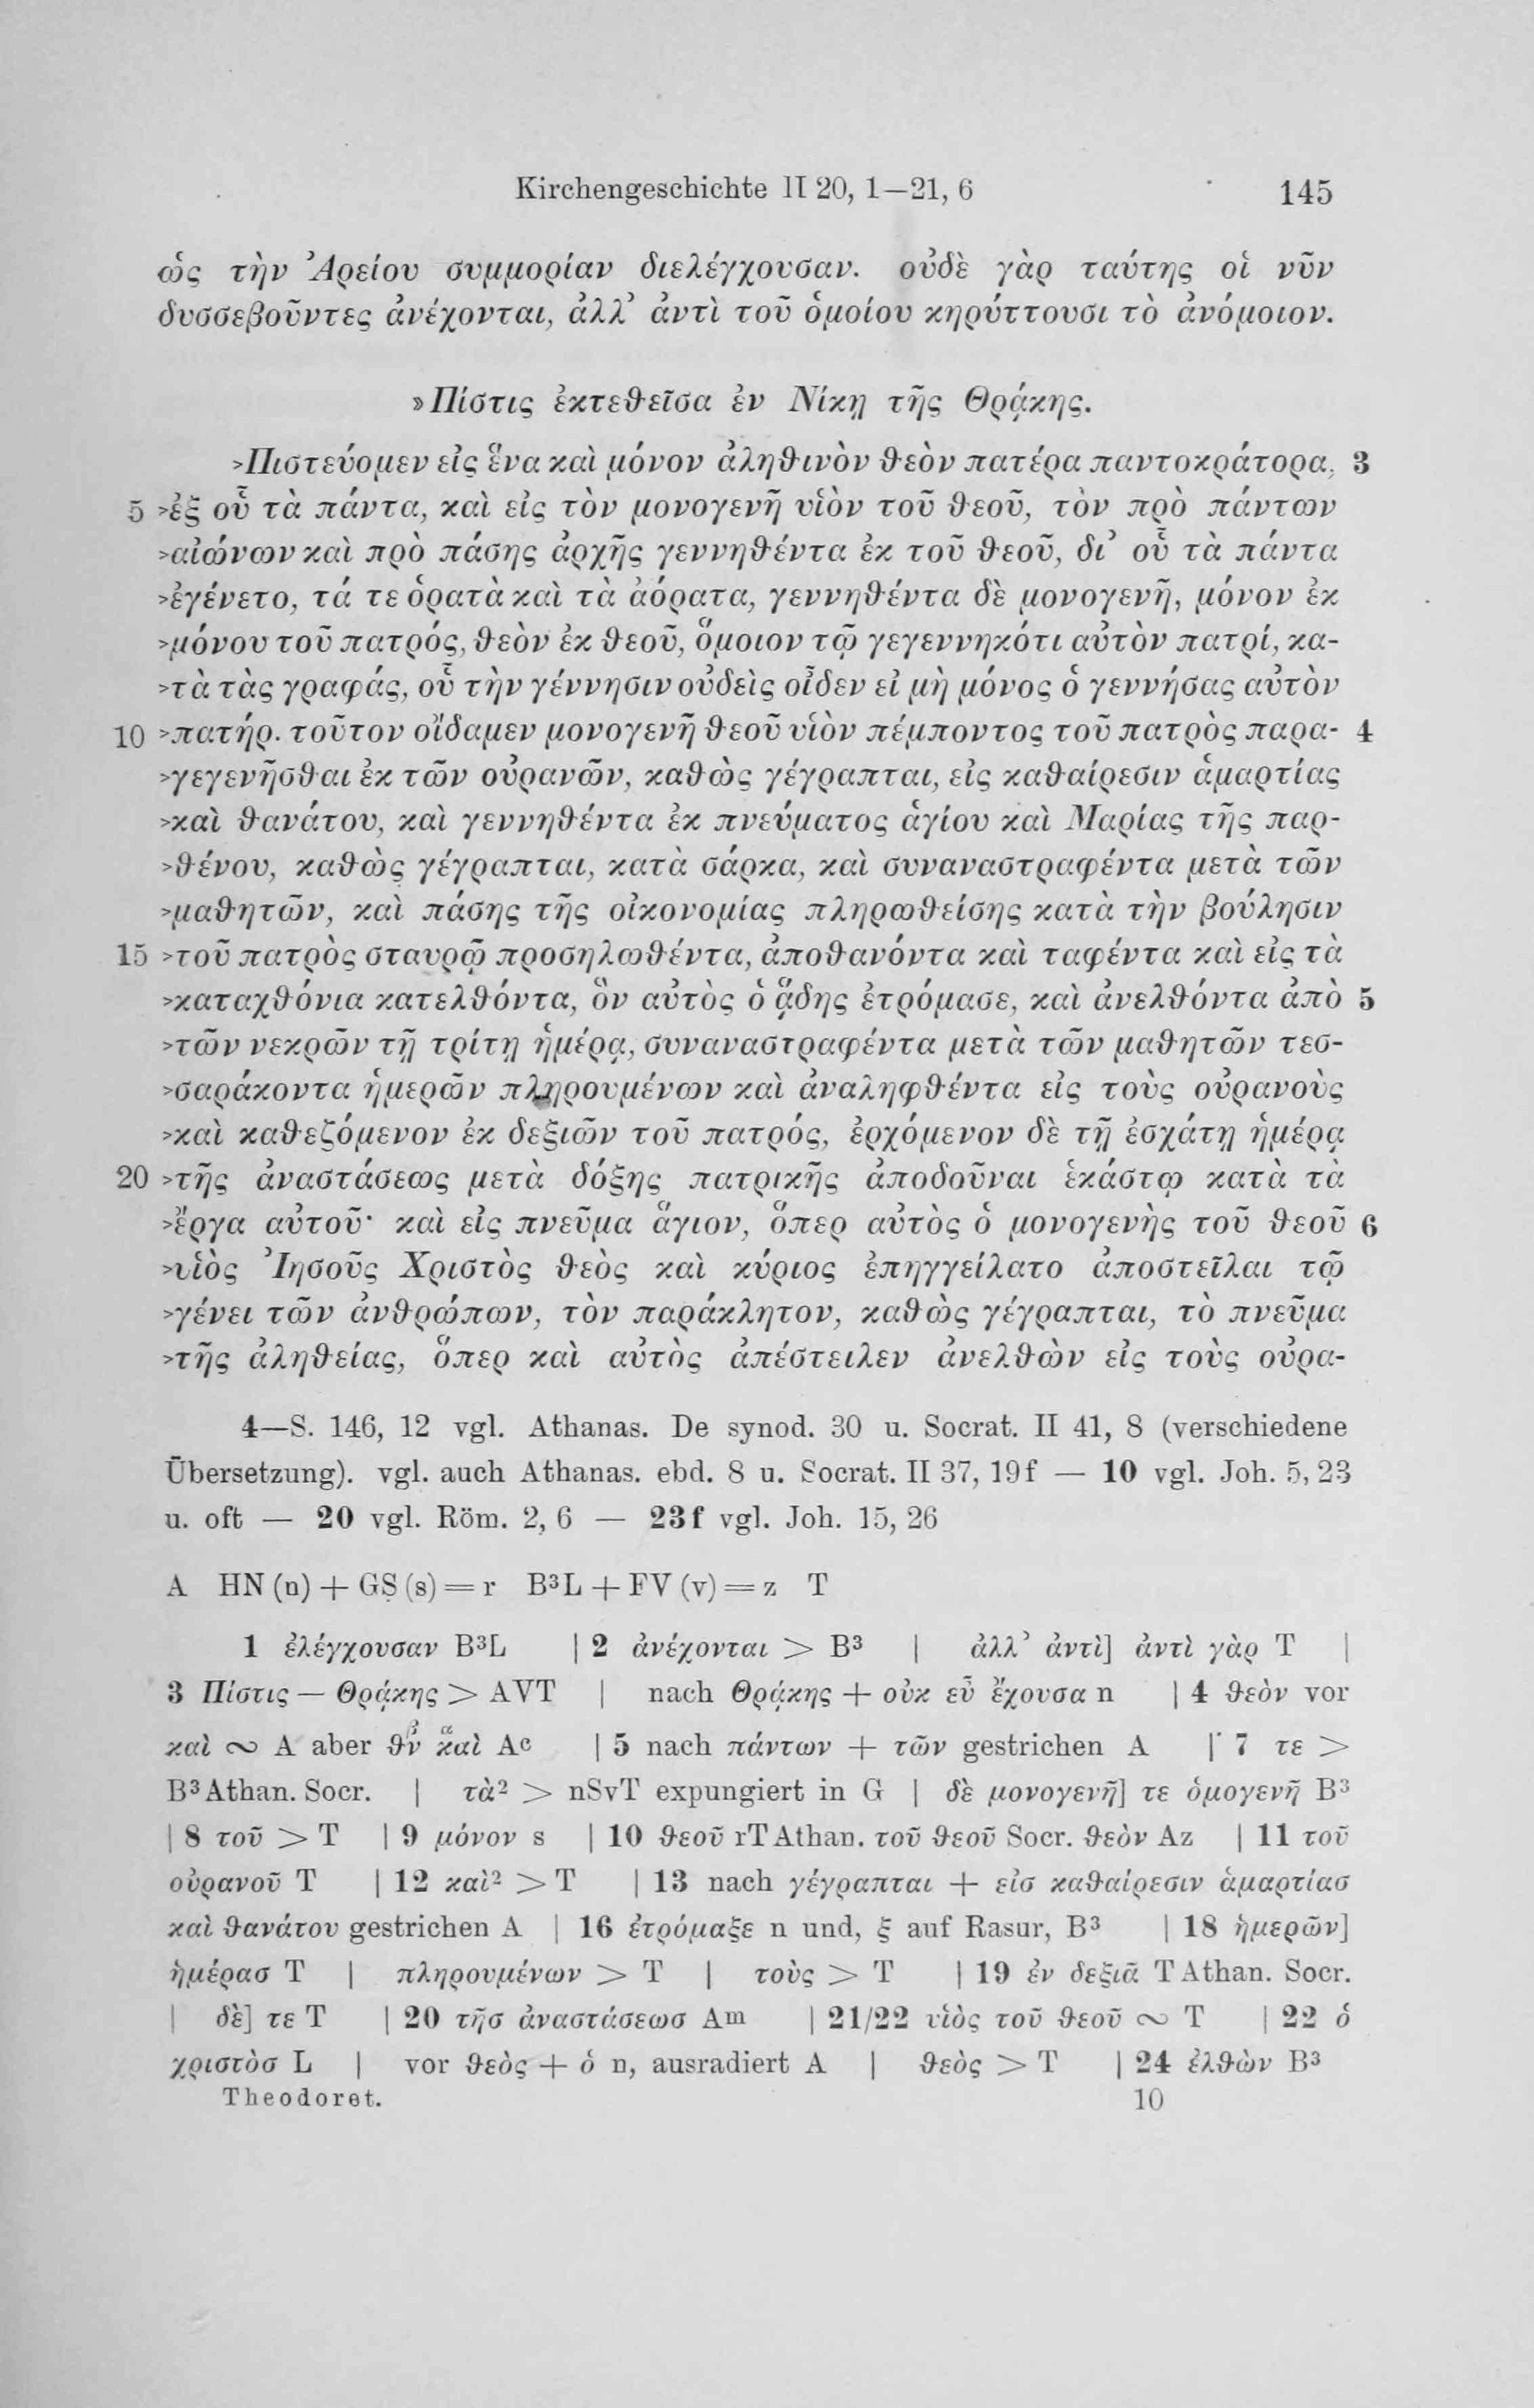 Kirchengeschichte II 20, 1—21, 6 145
ὡς τὴν Ἀρείου συμμορίαν διελέγχουσαν. οὐδὲ γὰρ ταύτης οἱ νῦν
δυσσεβοῦντες ἀνέχονται, ἀλλ’ ἀντὶ τοῦ ὁμοίου κηρύττουσι τὸ ἀνόμοιον.
»Πίστις ἐκτεθεῖσα ἐν Νίκῃ τῆς Θρᾴκης.
>Πιστεύομεν εἰς ἕνα καὶ μόνον ἀληθινὸν θεὸν πατέρα παντοκράτορα, 3
5 >ἐξ οὗ τὰ πάντα, καὶ εἰς τὸν μονογενῆ υἱὸν τοῦ θεοῦ, τὸν πρὸ πάντων
>αἰώνων καὶ πρὸ πάσης ἀρχῆς γεννηθέντα ἐκ τοῦ θεοῦ, δι’ οὗ τὰ πάντα
>ἐγένετο, τά τε ὁρατὰ καὶ τὰ ἀόρατα, γεννηθέντα δὲ μονογενῆ, μόνον ἐκ
>μόνου τοῦ πατρός, θεὸν ἐκ θεοῦ, ὅμοιον τῷ γεγεννηκότι αὐτὸν πατρί, κα-
>τὰ τὰς γραφάς, οὗ τὴν γέννησιν οὐδεὶς οἶδεν εἰ μὴ μόνος ὁ γεννήσας αὐτὸν
10 >πατήρ. τοῦτον οἴδαμεν μονογενῆ θεοῦ υἱὸν πέμποντος τοῦ πατρὸς παρα- 4
>γεγενῆσθαι ἐκ τῶν οὐρανῶν, καθὼς γέγραπται, εἰς καθαίρεσιν ἁμαρτίας
>καὶ θανάτου, καὶ γεννηθέντα ἐκ πνεύματος ἁγίου καὶ Μαρίας τῆς παρ-
>θένου, καθὼς γέγραπται, κατὰ σάρκα, καὶ συναναστραφέντα μετὰ τῶν
>μαθητῶν, καὶ πάσης τῆς οἰκονομίας πληρωθείσης κατὰ τὴν βούλησιν
15 >τοῦ πατρὸς σταυρῷ προσηλωθέντα, ἀποθανόντα καὶ ταφέντα καὶ εἰς τὰ
>καταχθόνια κατελθόντα, ὃν αὐτὸς ὁ ᾅδης ἐτρόμασε, καὶ ἀνελθόντα ἀπὸ 5
>τῶν νεκρῶν τῇ τρίτῃ ἡμέρᾳ, συναναστραφέντα μετὰ τῶν μαθητῶν τεσ-
>σαράκοντα ἡμερῶν πληρουμένων καὶ ἀναληφθέντα εἰς τοὺς οὐρανοὺς
>καὶ καθεζόμενον ἐκ δεξιῶν τοῦ πατρός, ἐρχόμενον δὲ τῇ ἐσχάτῃ ἡμέρᾳ
20 >τῆς ἀναστάσεως μετὰ δόξης πατρικῆς ἀποδοῦναι ἑκάστῳ κατὰ τὰ
>ἔργα αὐτοῦ· καὶ εἰς πνεῦμα ἅγιον, ὅπερ αὐτὸς ὁ μονογενὴς τοῦ θεοῦ 6
>υἱὸς Ἰησοῦς Χριστὸς θεὸς καὶ κύριος ἐπηγγείλατο ἀποστεῖλαι τῷ
>γένει τῶν ἀνθρώπων, τὸν παράκλητον, καθὼς γέγραπται, τὸ πνεῦμα
>τῆς ἀληθείας, ὅπερ καὶ αὐτὸς ἀπέστειλεν ἀνελθὼν εἰς τοὺς οὐρα-
4—S. 146, 12 vgl. Athanas. De synod. 30 u. Socrat. II 41, 8 (verschiedene
Übersetzung). vgl. auch Athanas. ebd. 8 u. Socrat. II 37, 19f — 10 vgl. Joh. 5, 23
u. oft — 20 vgl. Röm. 2, 6 — 23f vgl. Joh. 15, 26
A HN (n) + GS (s) = r B³L + FV (v) = z T
1 ἐλέγχουσαν B³L | 2 ἀνέχονται > B³ | ἀλλ’ ἀντὶ] ἀντὶ γὰρ T |
3 Πίστις — Θρᾴκης > AVT | nach Θρᾴκης + οὐκ εὖ ἔχουσα n | 4 θεὸν vor
καὶ ∾ A aber θν καὶ Aᶜ | 5 nach πάντων + τῶν gestrichen A | 7 τε >
B³ Athan. Socr. | τὰ² > nSvT expungiert in G | δὲ μονογενῆ] τε ὁμογενῆ B³
| 8 τοῦ > T | 9 μόνον s | 10 θεοῦ rT Athan. τοῦ θεοῦ Socr. θεὸν Az | 11 τοῦ
οὐρανοῦ T | 12 καὶ² > T | 13 nach γέγραπται + εἰσ καθαίρεσιν ἁμαρτίασ
καὶ θανάτου gestrichen A | 16 ἐτρόμαξε n und, ξ auf Rasur, B³ | 18 ἡμερῶν]
ἡμέρασ T | πληρουμένων > T | τοὺς > T | 19 ἐν δεξιᾶ T Athan. Socr.
| δὲ] τε T | 20 τῆσ ἀναστάσεωσ Aᵐ | 21/22 υἱὸς τοῦ θεοῦ ∾ T | 22 ὁ
χριστὸσ L | vor θεὸς + ὁ n, ausradiert A | θεὸς > T | 24 ἐλθὼν B³
Theodoret. 10